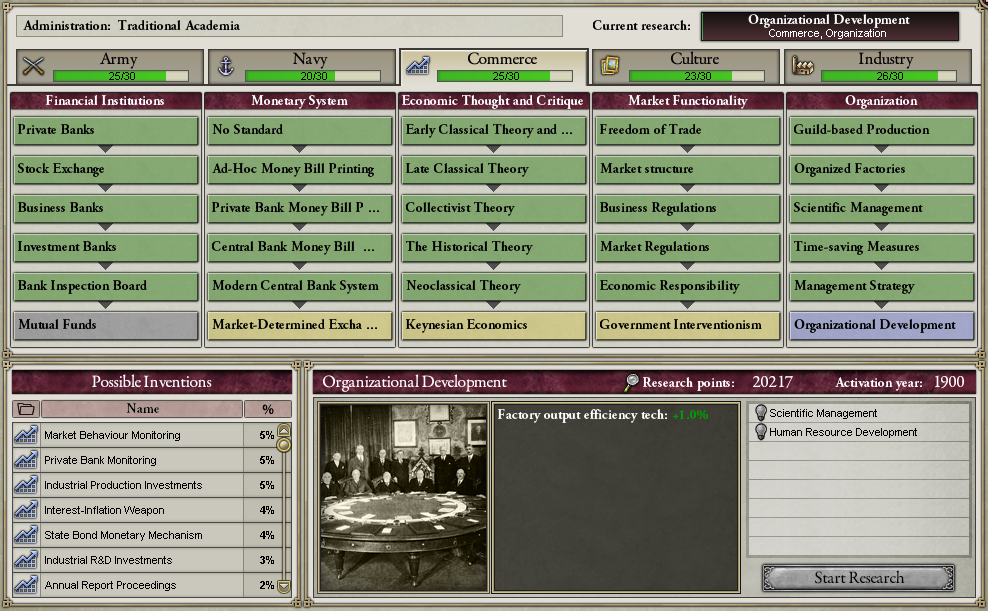 Administration: Traditional Academia
Current research:
Organizational Development
Commerce, Organization
Army
25/30
Navy
20/30
Commerce
25/30
Culture
23/30
Industry
26/30
Financial Institutions
Private Banks
Stock Exchange
Business Banks
Investment Banks
Bank Inspection Board
Mutual Funds
Monetary System
No Standard
Ad-Hoc Money Bill Printing
Private Bank Money Bill P ...
Central Bank Money Bill ...
Modern Central Bank System
Market-Determined Excha ...
Economic Thought and Critique
Early Classical Theory and ...
Late Classical Theory
Collectivist Theory
The Historical Theory
Neoclassical Theory
Keynesian Economics
Market Functionality
Freedom of Trade
Market structure
Business Regulations
Market Regulations
Economic Responsibility
Government Interventionism
Organization
Guild-based Production
Organized Factories
Scientific Management
Time-saving Measures
Management Strategy
Organizational Development
Possible Inventions
Name %
Market Behaviour Monitoring 5%
Private Bank Monitoring 5%
Industrial Production Investments 5%
Interest-Inflation Weapon 4%
State Bond Monetary Mechanism 4%
Industrial R&D Investments 3%
Annual Report Proceedings 2%
Organizational Development Research points: 20217 Activation year: 1900
Factory output efficiency tech: +1.0%
Scientific Management
Human Resource Development
Start Research